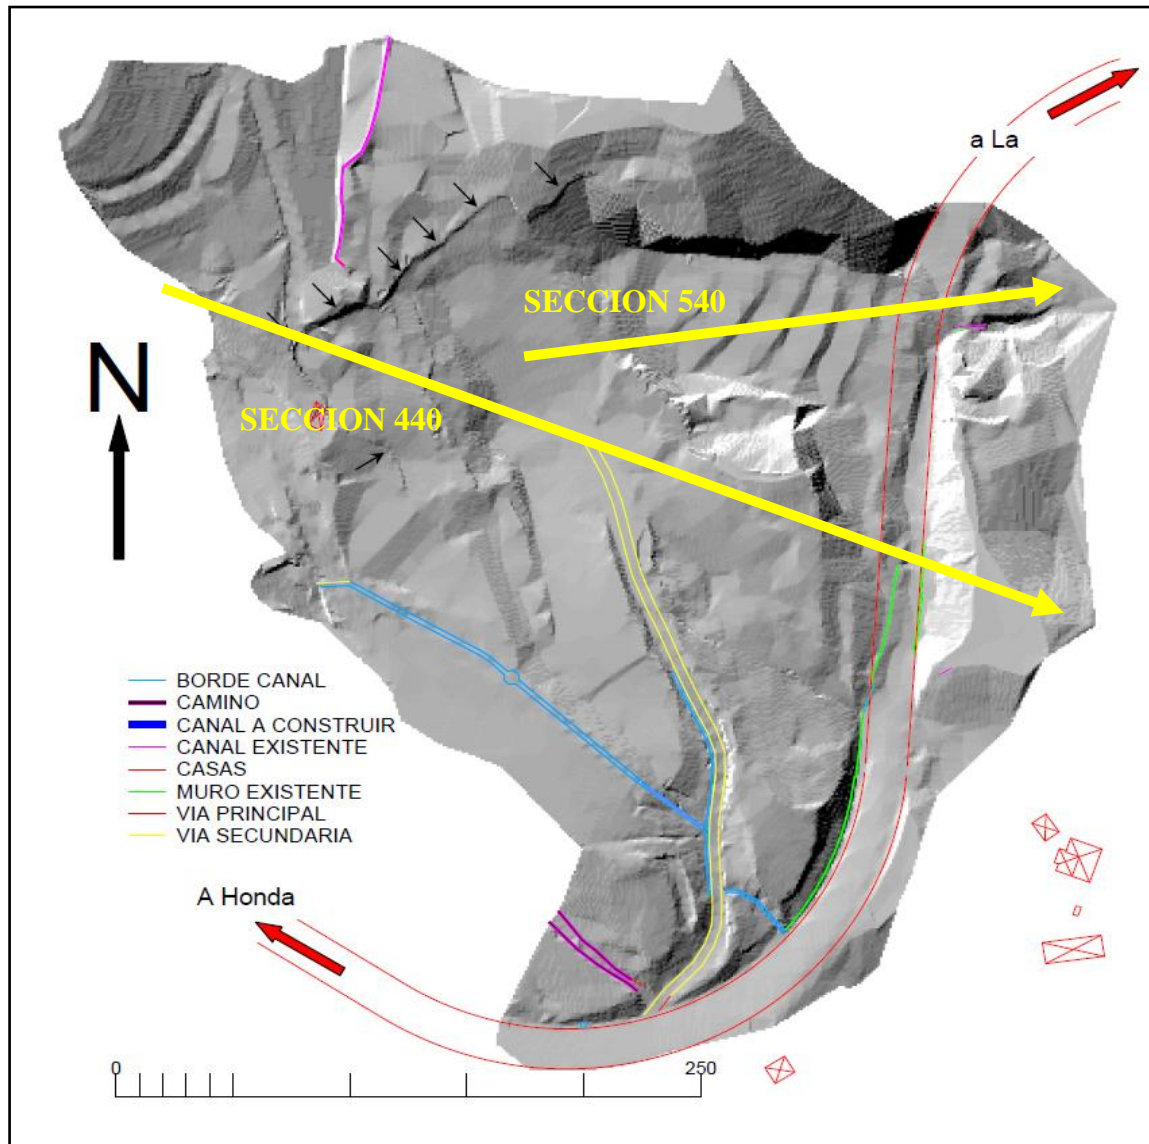 a La
SECCION 540
N
SECCION 440
BORDE CANAL
CAMINO
CANAL A CONSTRUIR
CANAL EXISTENTE
CASAS
MURO EXISTENTE
VIA PRINCIPAL
VIA SECUNDARIA
A Honda
0 250